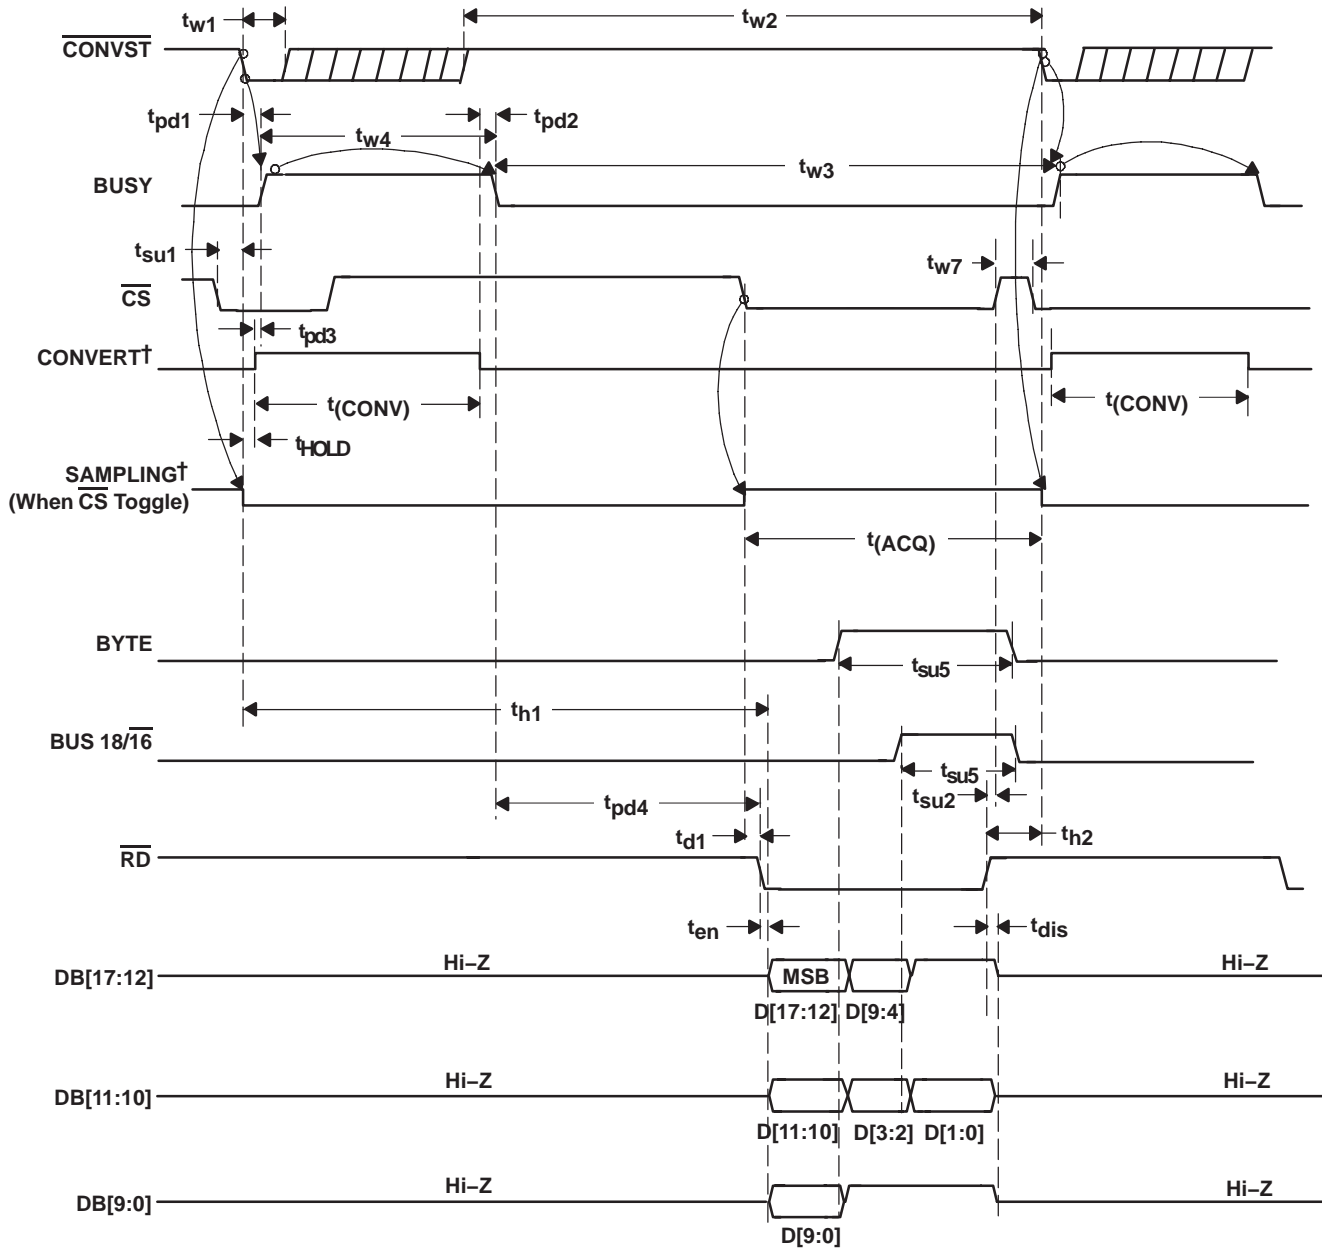 tw1
tw2
CONVST
tpd1
tw4
tpd2
tw3
BUSY
tsu1
tw7
CS
tpd3
CONVERT†
t(CONV)
t(CONV)
tHOLD
SAMPLING†
(When CS Toggle)
t(ACQ)
BYTE
tsu5
th1
BUS 18/16
tsu5
tsu2
tpd4
td1
th2
RD
ten
tdis
Hi–Z
MSB
Hi–Z
DB[17:12]
D[17:12] D[9:4]
Hi–Z
Hi–Z
DB[11:10]
D[11:10] D[3:2] D[1:0]
Hi–Z
Hi–Z
DB[9:0]
D[9:0]